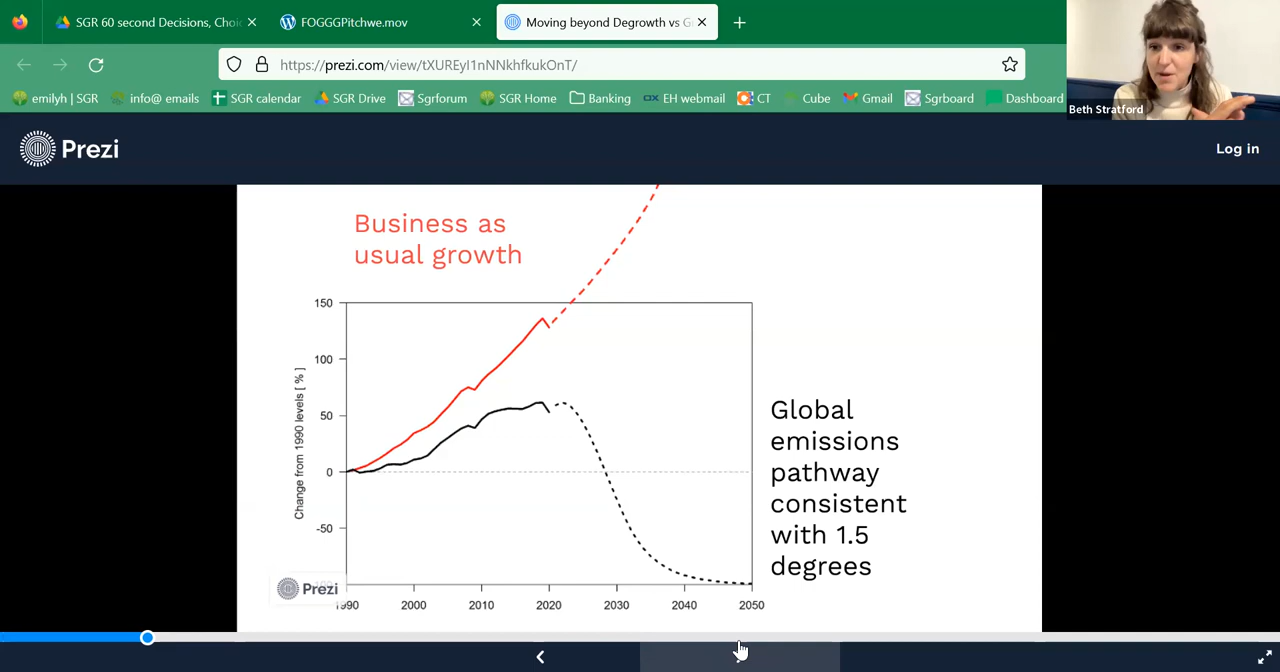 SGR 60 second Decisions, Choi
FOGGGPitchwe.mov
Moving beyond Degrowth vs G
https://prezi.com/view/tXUREyI1nNNkhfkukOnT/
emilyh | SGR
info@ emails
SGR calendar
SGR Drive
Sgrforum
SGR Home
Banking
EH webmail
CT
Cube
Gmail
Sgrboard
Dashboard
Beth Stratford
Prezi
Log in
Business as
usual growth
150
100
50
0
-50
Change from 1990 levels [ % ]
1990
2000
2010
2020
2030
2040
2050
Global
emissions
pathway
consistent
with 1.5
degrees
Prezi